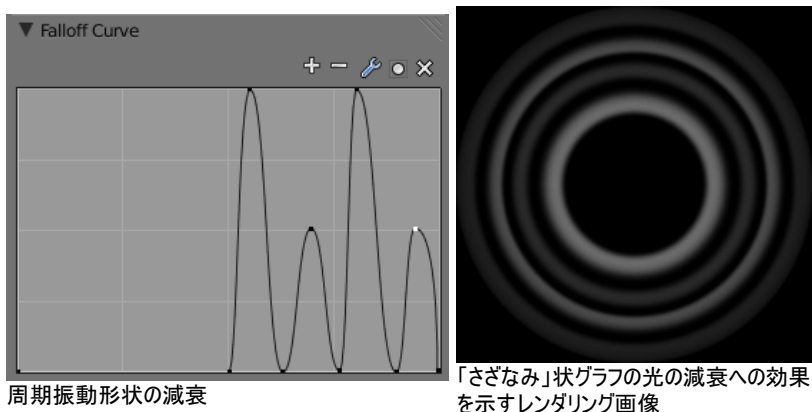 Falloff Curve
周期振動形状の減衰
「さざなみ」状グラフの光の減衰への効果
を示すレンダリング画像